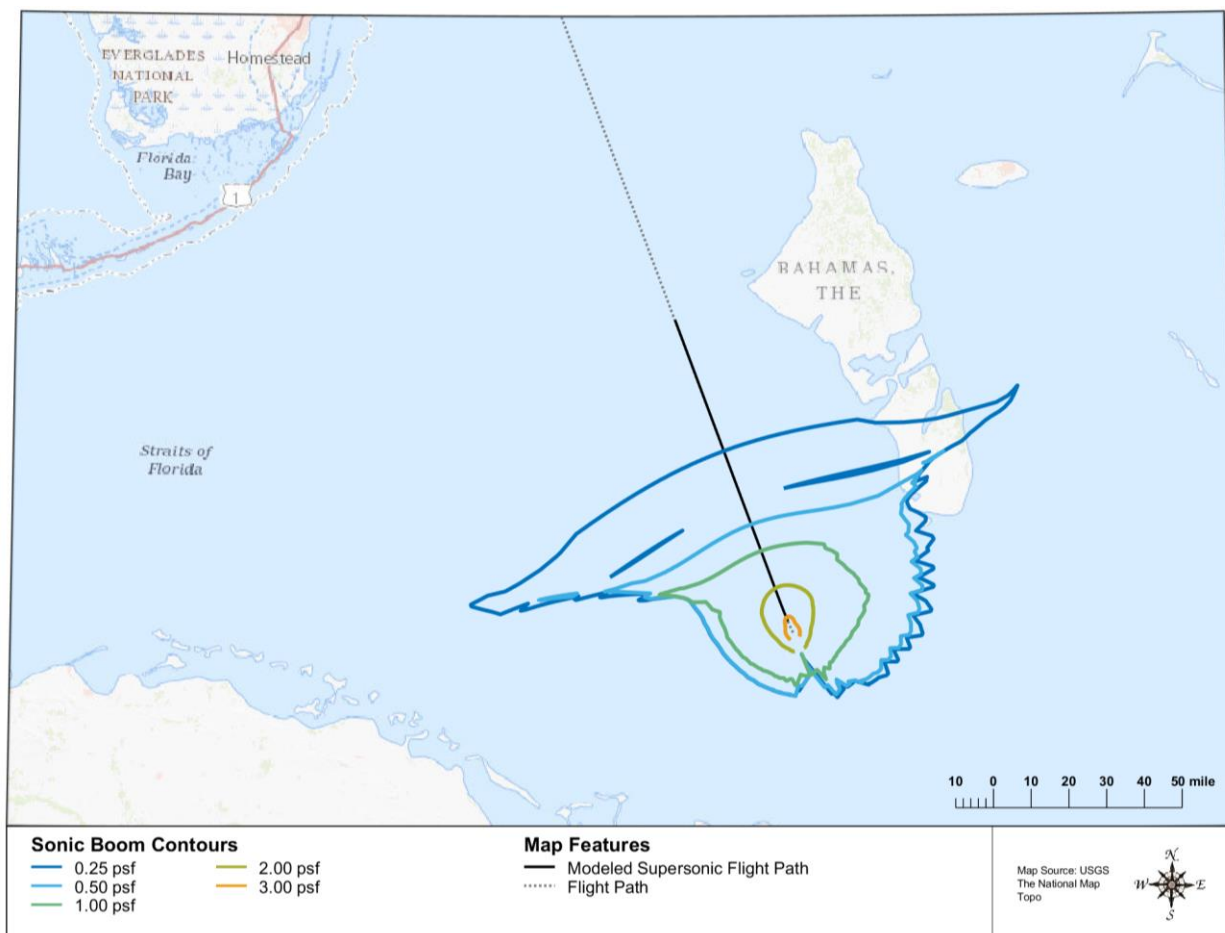 EVERGLADES
NATIONAL
PARK
Homestead
Florida
Bay
1
BAHAMAS,
THE
Straits of
Florida
10 0 10 20 30 40 50 mile
Sonic Boom Contours
0.25 psf
0.50 psf
1.00 psf
2.00 psf
3.00 psf
Map Features
Modeled Supersonic Flight Path
Flight Path
Map Source: USGS
The National Map
Topo
N
W E
S